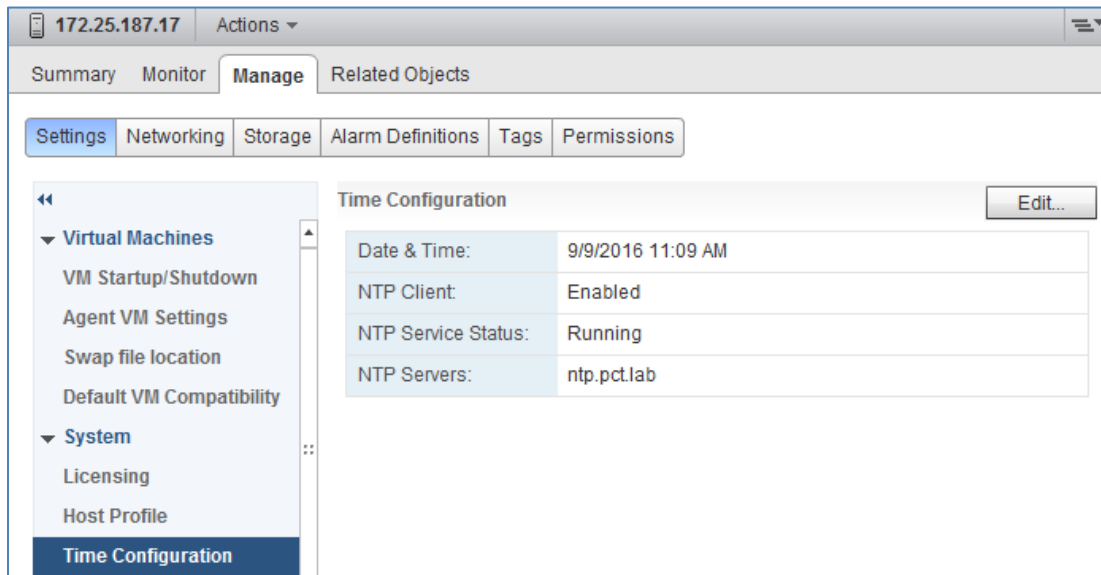 172.25.187.17 Actions
Summary Monitor Manage Related Objects
Settings Networking Storage Alarm Definitions Tags Permissions
Time Configuration Edit...
Virtual Machines
VM Startup/Shutdown
Agent VM Settings
Swap file location
Default VM Compatibility
System
Licensing
Host Profile
Time Configuration
Date & Time: 9/9/2016 11:09 AM
NTP Client: Enabled
NTP Service Status: Running
NTP Servers: ntp.pct.lab